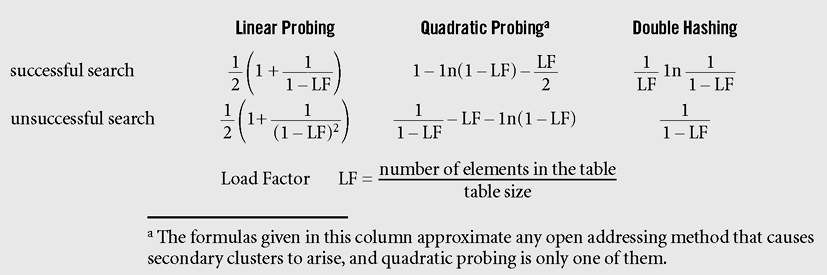 Linear Probing Quadratic Probingᵃ Double Hashing
successful search 1/2 (1 + 1/(1 – LF)) 1 – ln(1 – LF) – LF/2 1/LF ln 1/(1 – LF)
unsuccessful search 1/2 (1 + 1/(1 – LF)²) 1/(1 – LF) – LF – ln(1 – LF) 1/(1 – LF)
Load Factor LF = number of elements in the table / table size
ᵃ The formulas given in this column approximate any open addressing method that causes
secondary clusters to arise, and quadratic probing is only one of them.